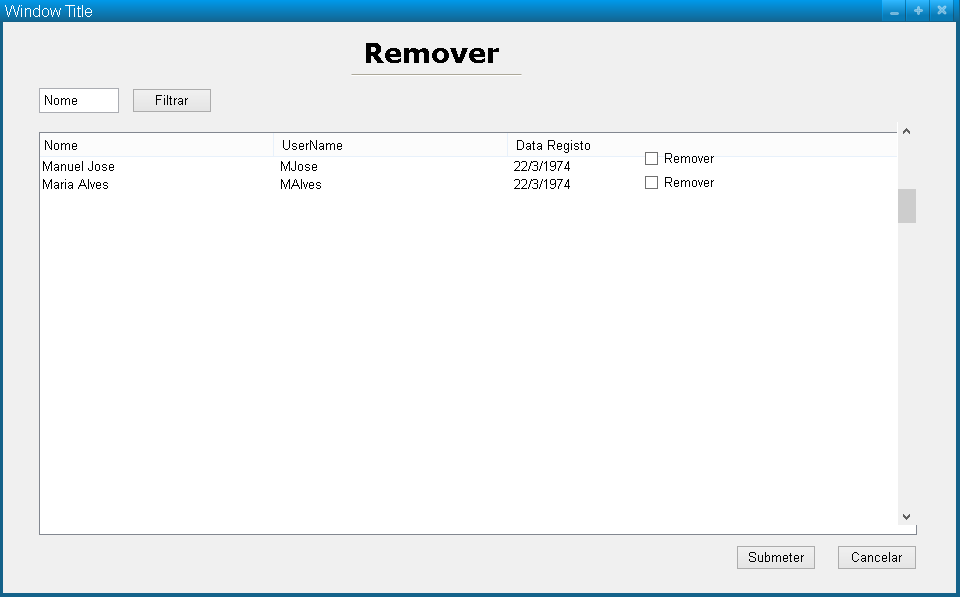 Window Title
Remover
Nome Filtrar
Nome UserName Data Registo
Manuel Jose MJose 22/3/1974 Remover
Maria Alves MAlves 22/3/1974 Remover
Submeter Cancelar